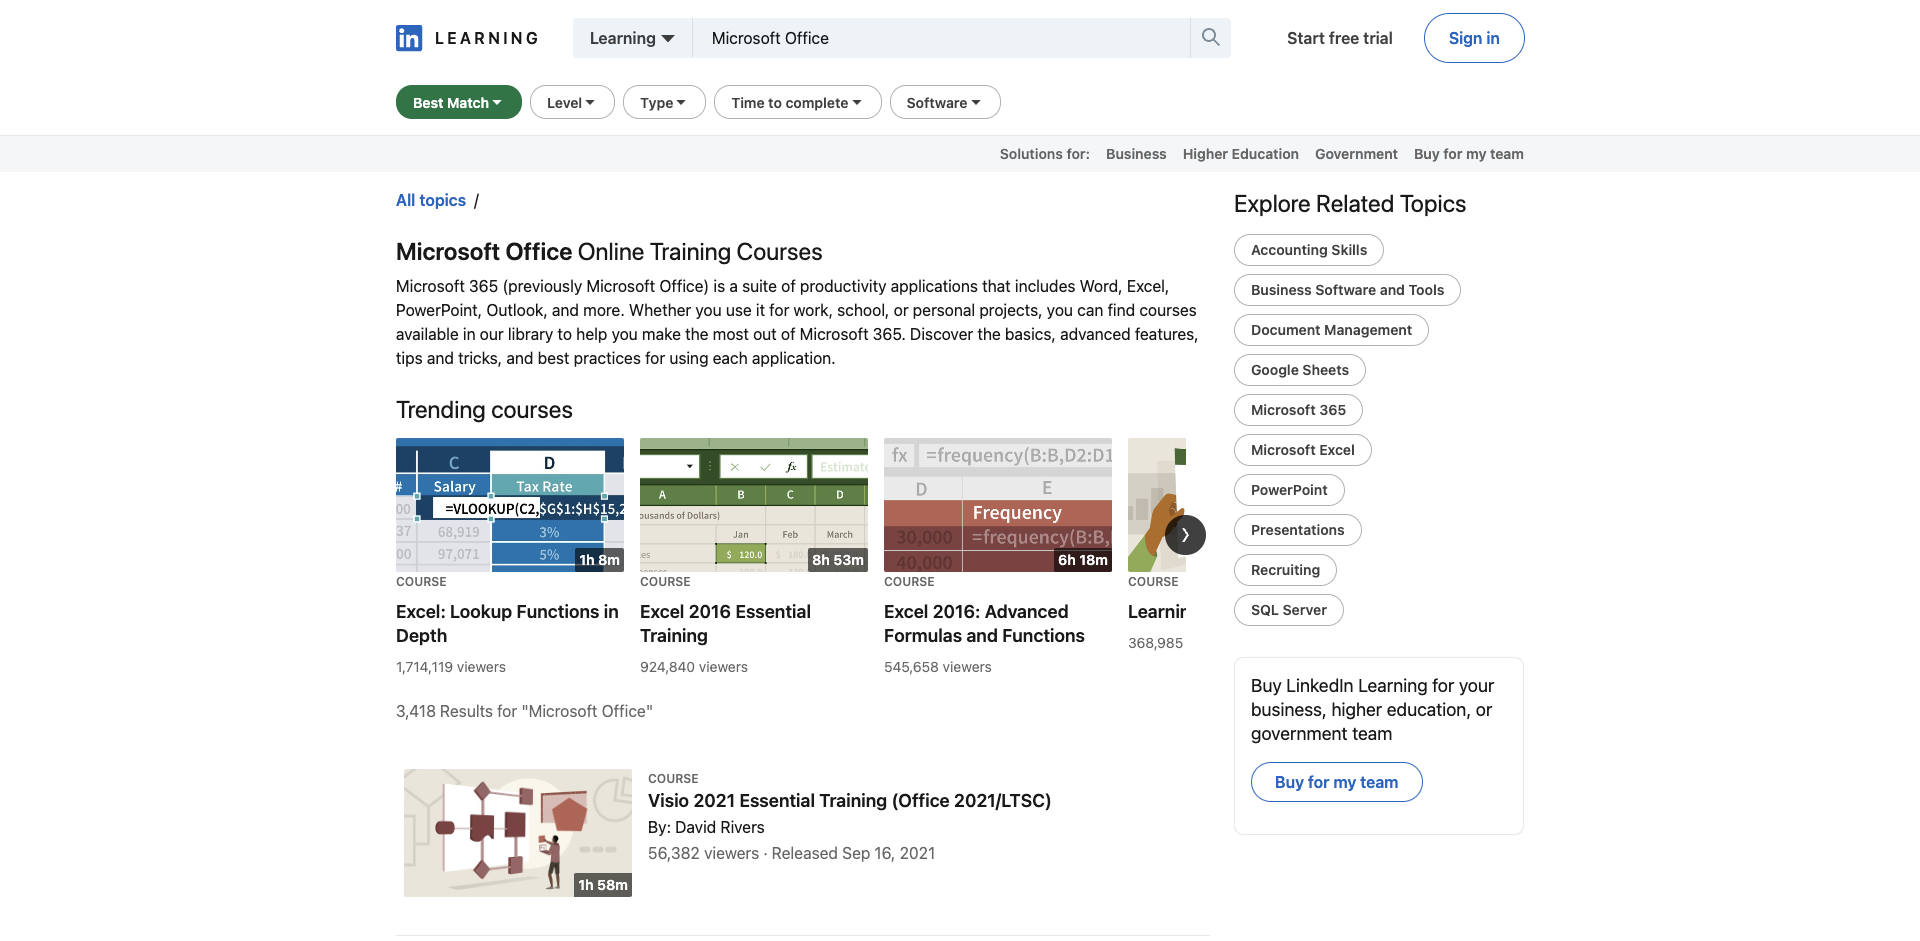 in LEARNING
Learning
Microsoft Office
Start free trial
Sign in
Best Match
Level
Type
Time to complete
Software
Solutions for:
Business
Higher Education
Government
Buy for my team
All topics /
Microsoft Office Online Training Courses
Microsoft 365 (previously Microsoft Office) is a suite of productivity applications that includes Word, Excel,
PowerPoint, Outlook, and more. Whether you use it for work, school, or personal projects, you can find courses
available in our library to help you make the most out of Microsoft 365. Discover the basics, advanced features,
tips and tricks, and best practices for using each application.
Trending courses
C D
# Salary Tax Rate
00 =VLOOKUP(C2,$G$1:$H$15,2
37 68,919 3%
00 97,071 5%
1h 8m
COURSE
Excel: Lookup Functions in
Depth
1,714,119 viewers
fx Estimate
A B C D
ousands of Dollars)
Jan Feb March
es $ 120.0 $ 180.0
8h 53m
COURSE
Excel 2016 Essential
Training
924,840 viewers
fx =frequency(B:B,D2:D1
D E
Frequency
30,000 =frequency(B:B,
40,000
6h 18m
COURSE
Excel 2016: Advanced
Formulas and Functions
545,658 viewers
COURSE
Learnin
368,985
3,418 Results for "Microsoft Office"
1h 58m
COURSE
Visio 2021 Essential Training (Office 2021/LTSC)
By: David Rivers
56,382 viewers · Released Sep 16, 2021
Explore Related Topics
Accounting Skills
Business Software and Tools
Document Management
Google Sheets
Microsoft 365
Microsoft Excel
PowerPoint
Presentations
Recruiting
SQL Server
Buy LinkedIn Learning for your
business, higher education, or
government team
Buy for my team